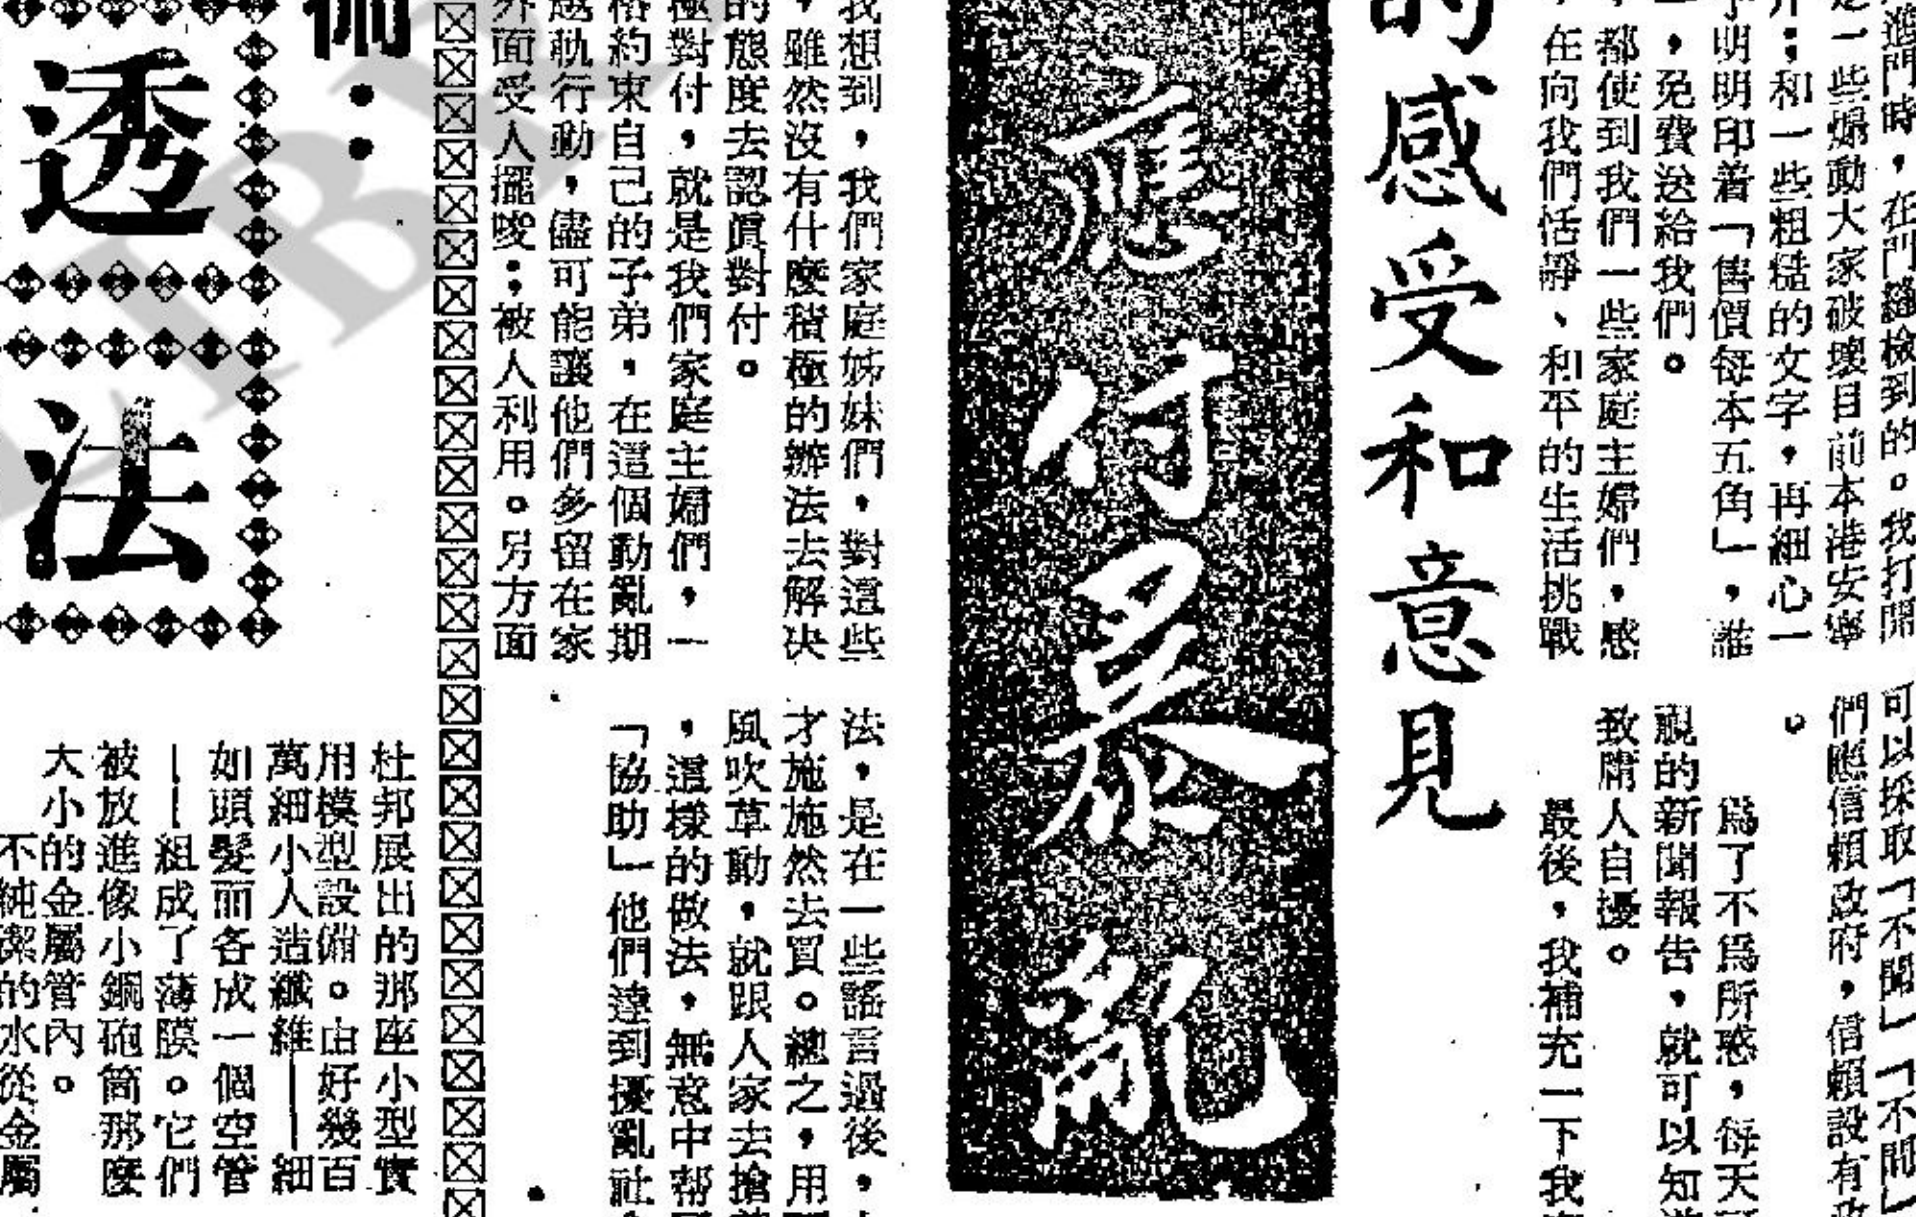 進門時，在門縫檢到的。我打開
一些煽動大家破壞目前本港安寧
；和一些粗糙的文字，再細心一
明明印着「售價每本五角」，誰
，免費送給我們。
，都使到我們一些家庭主婦們，感
，在向我們恬靜、和平的生活挑戰
可以採取「不聞」「不問」
們應信賴政府，信賴設有政
。
爲了不爲所惑，每天
的新聞報告，就可以知
致庸人自擾。
最後，我補充一下我
的感受和意見
應付暴亂
我想到，我們家庭姊妹們，對這些
，雖然沒有什麼積極的辦法去解决
的態度去認眞對付。
極對付，就是我們家庭主婦們，一
格約束自己的子弟，在這個動亂期
越軌行動，儘可能讓他們多留在家
外面受人擺唆；被人利用。另方面
法，是在一些謠言過後，
才施施然去買。總之，用
風吹草動，就跟人家去搶
，這樣的做法，無意中幫
「協助」他們達到擾亂社
備：
透法
杜邦展出的那座小型實
用模型設備。由好幾百
萬細小人造纖維——細
如頭髮而各成一個空管
——組成了薄膜。它們
被放進像小鋼砲筒那麼
大小的金屬管內。
不純潔的水從金屬
LIBR